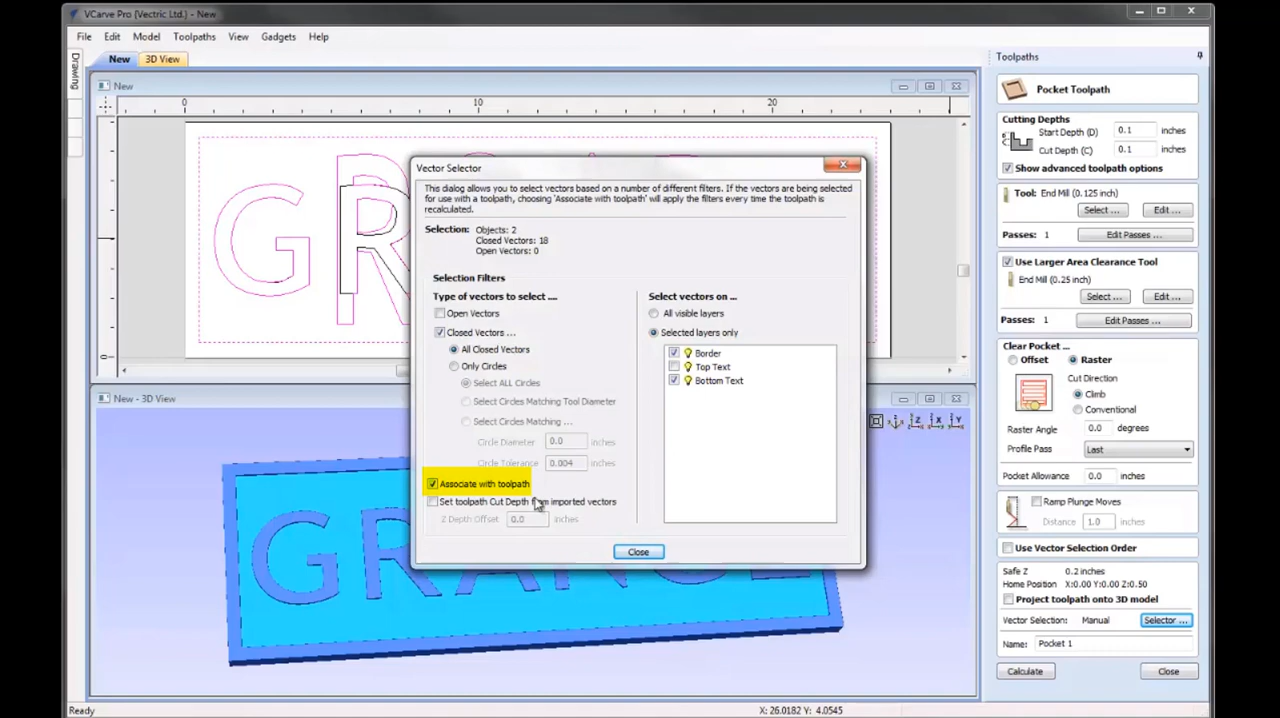 VCarve Pro {Vectric Ltd.} - New
File Edit Model Toolpaths View Gadgets Help
Drawing
New 3D View
New
0 10 20
0
GR
Vector Selector
This dialog allows you to select vectors based on a number of different filters. If the vectors are being selected
for use with a toolpath, choosing 'Associate with toolpath' will apply the filters every time the toolpath is
recalculated.
Selection: Objects: 2
Closed Vectors: 18
Open Vectors: 0
Selection Filters
Type of vectors to select ....
Open Vectors
Closed Vectors ...
All Closed Vectors
Only Circles
Select ALL Circles
Select Circles Matching Tool Diameter
Select Circles Matching ...
Circle Diameter 0.0 inches
Circle Tolerance 0.004 inches
Associate with toolpath
Set toolpath Cut Depth from imported vectors
Z Depth Offset 0.0 inches
Select vectors on ...
All visible layers
Selected layers only
Border
Top Text
Bottom Text
Close
New - 3D View
Z X Y
GRANGE
Toolpaths
Pocket Toolpath
Cutting Depths
Start Depth (D) 0.1 inches
Cut Depth (C) 0.1 inches
Show advanced toolpath options
Tool: End Mill (0.125 inch)
Select ... Edit ...
Passes: 1 Edit Passes ...
Use Larger Area Clearance Tool
End Mill (0.25 inch)
Select ... Edit ...
Passes: 1 Edit Passes ...
Clear Pocket ...
Offset Raster
Cut Direction
Climb
Conventional
Raster Angle 0.0 degrees
Profile Pass Last
Pocket Allowance 0.0 inches
Ramp Plunge Moves
Distance 1.0 inches
Use Vector Selection Order
Safe Z 0.2 inches
Home Position X:0.00 Y:0.00 Z:0.50
Project toolpath onto 3D model
Vector Selection: Manual Selector ...
Name: Pocket 1
Calculate Close
Ready X: 26.0182 Y: 4.0545